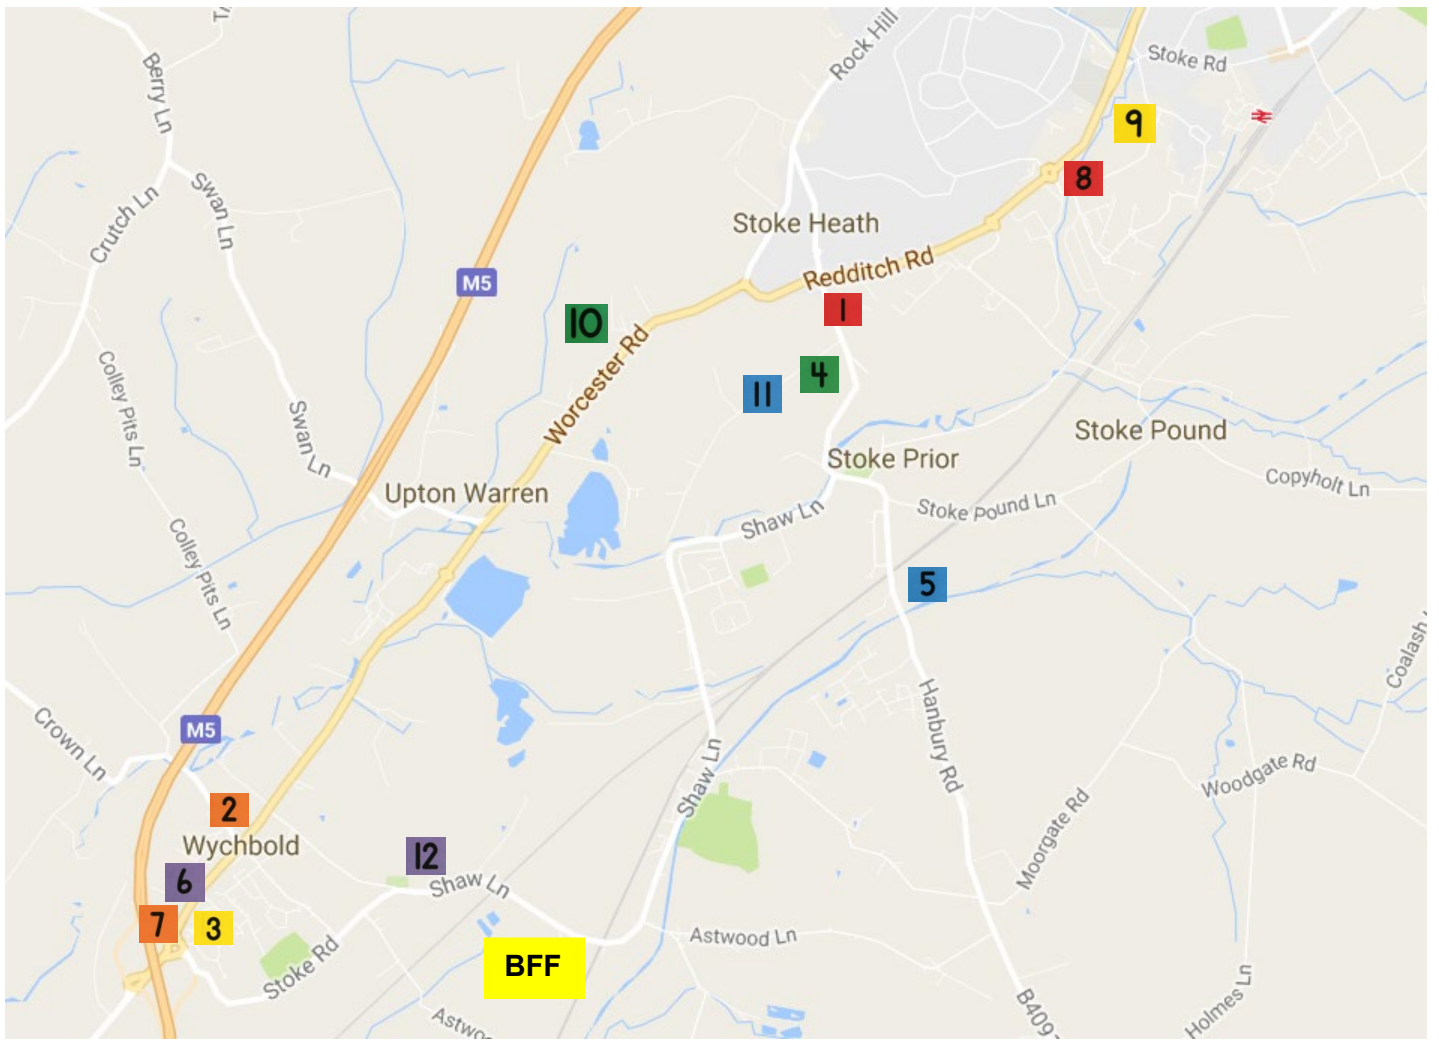 Rock Hill
Stoke Rd
Berry Ln
9
8
Swan Ln
Crutch Ln
Stoke Heath
Redditch Rd
M5
10
1
Worcester Rd
4
11
Colley Pits Ln
Swan Ln
Stoke Pound
Stoke Prior
Copyholt Ln
Upton Warren
Stoke Pound Ln
Shaw Ln
Colley Pits Ln
5
Coalash
Hanbury Rd
Crown Ln
M5
Shaw Ln
Woodgate Rd
Moorgate Rd
2
Wychbold
12
6
Shaw Ln
7
3
Astwood Ln
Stoke Rd
BFF
Holmes Ln
B409
Astwo